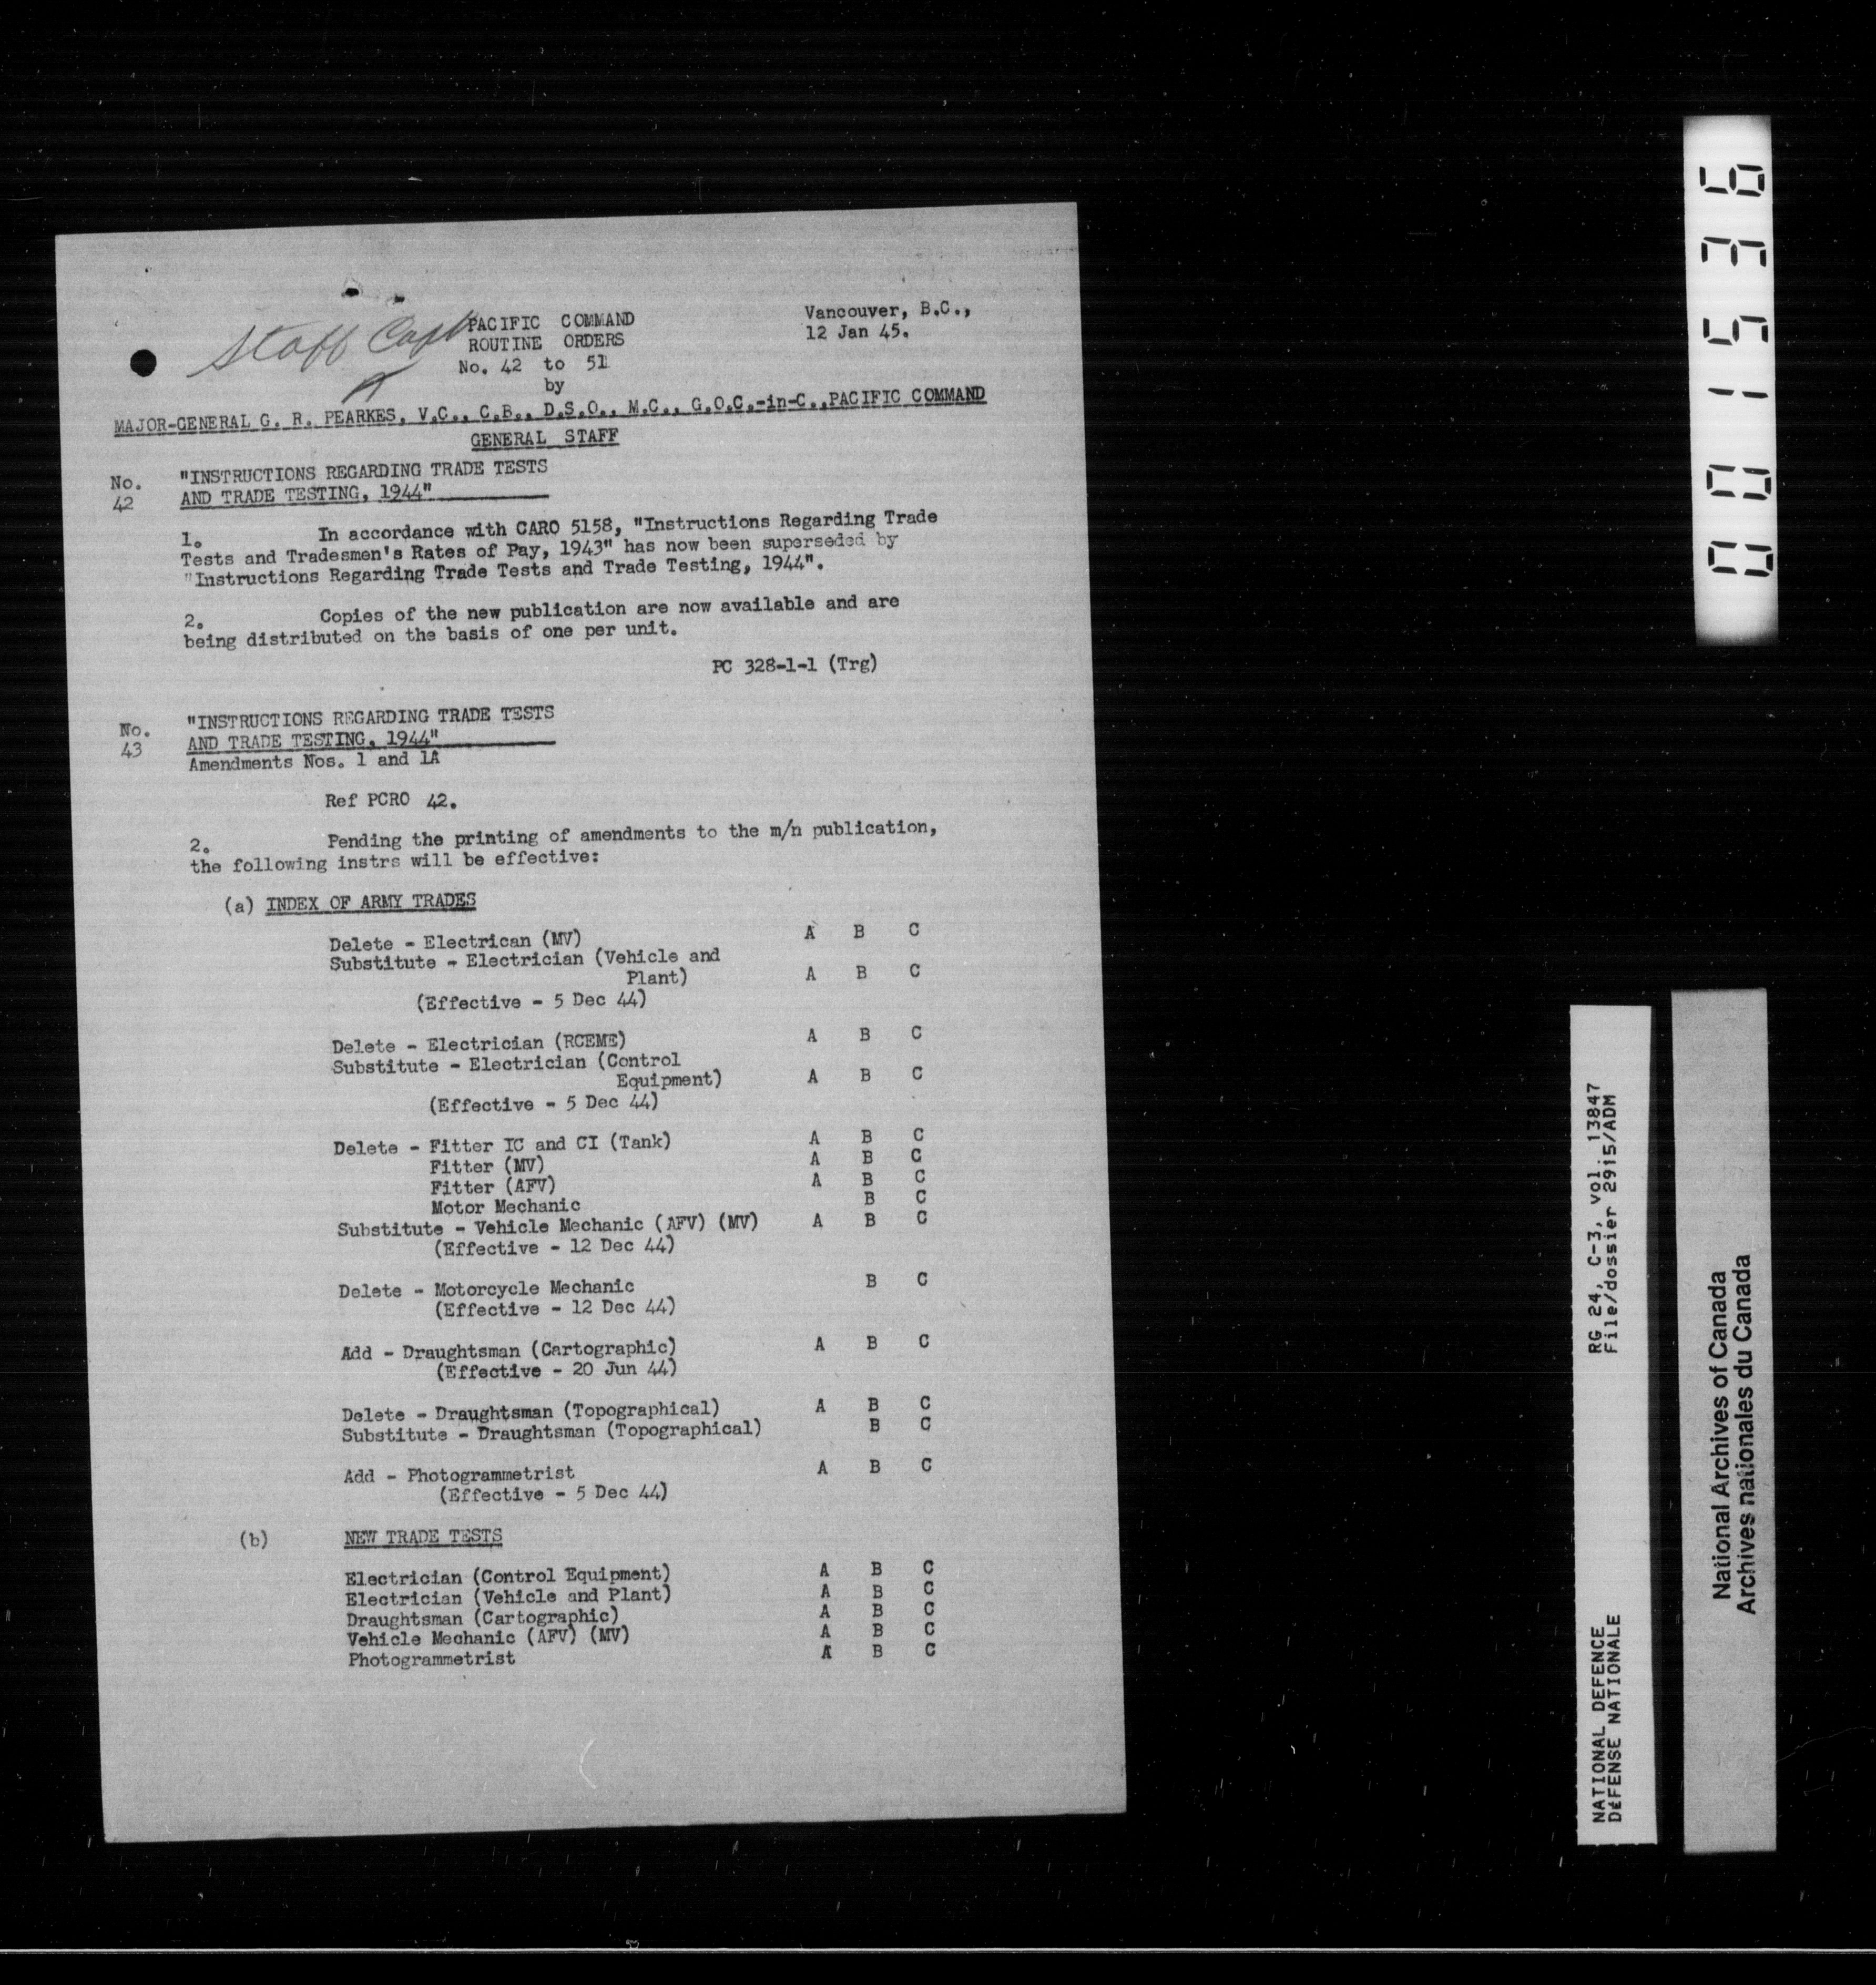 Staff Capt
PACIFIC COMMAND
ROUTINE ORDERS
No. 42 to 51
by
Vancouver, B.C.,
12 Jan 45.
MAJOR-GENERAL G. R. PEARKES, V.C., C.B., D.S.O., M.C., G.O.C.-in-C.,PACIFIC COMMAND
GENERAL STAFF
No. "INSTRUCTIONS REGARDING TRADE TESTS
42 AND TRADE TESTING, 1944"
1. In accordance with CARO 5158, "Instructions Regarding Trade
Tests and Tradesmen's Rates of Pay, 1943" has now been superseded by
"Instructions Regarding Trade Tests and Trade Testing, 1944".
2. Copies of the new publication are now available and are
being distributed on the basis of one per unit.
PC 328-1-1 (Trg)
No. "INSTRUCTIONS REGARDING TRADE TESTS
43 AND TRADE TESTING, 1944"
Amendments Nos. 1 and 1A
Ref PCRO 42.
2. Pending the printing of amendments to the m/n publication,
the following instrs will be effective:
(a) INDEX OF ARMY TRADES
Delete - Electrican (MV) A B C
Substitute - Electrician (Vehicle and
Plant) A B C
(Effective - 5 Dec 44)
Delete - Electrician (RCEME) A B C
Substitute - Electrician (Control
Equipment) A B C
(Effective - 5 Dec 44)
Delete - Fitter IC and CI (Tank) A B C
Fitter (MV) A B C
Fitter (AFV) A B C
Motor Mechanic B C
Substitute - Vehicle Mechanic (AFV) (MV) A B C
(Effective - 12 Dec 44)
Delete - Motorcycle Mechanic B C
(Effective - 12 Dec 44)
Add - Draughtsman (Cartographic) A B C
(Effective - 20 Jun 44)
Delete - Draughtsman (Topographical) A B C
Substitute - Draughtsman (Topographical) B C
Add - Photogrammetrist A B C
(Effective - 5 Dec 44)
(b) NEW TRADE TESTS
Electrician (Control Equipment) A B C
Electrician (Vehicle and Plant) A B C
Draughtsman (Cartographic) A B C
Vehicle Mechanic (AFV) (MV) A B C
Photogrammetrist A B C
001536
NATIONAL DEFENCE RG 24, C-3, vol. 13847
DÉFENSE NATIONALE File/dossier 2915/ADM
National Archives of Canada
Archives nationales du Canada